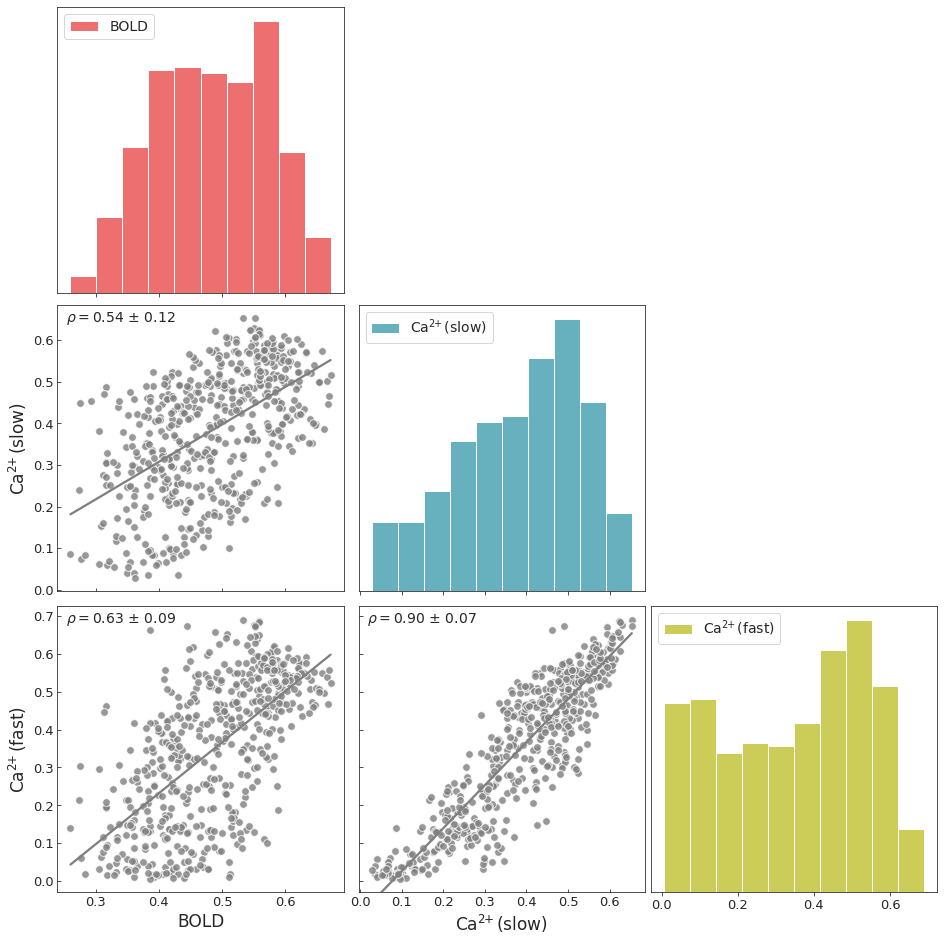 BOLD
ρ = 0.54 ± 0.12
Ca²⁺ (slow)
0.6
0.5
0.4
0.3
0.2
0.1
0.0
Ca²⁺ (slow)
ρ = 0.63 ± 0.09
ρ = 0.90 ± 0.07
Ca²⁺ (fast)
0.7
0.6
0.5
0.4
0.3
0.2
0.1
0.0
Ca²⁺ (fast)
0.3 0.4 0.5 0.6
BOLD
0.0 0.1 0.2 0.3 0.4 0.5 0.6
Ca²⁺ (slow)
0.0 0.2 0.4 0.6